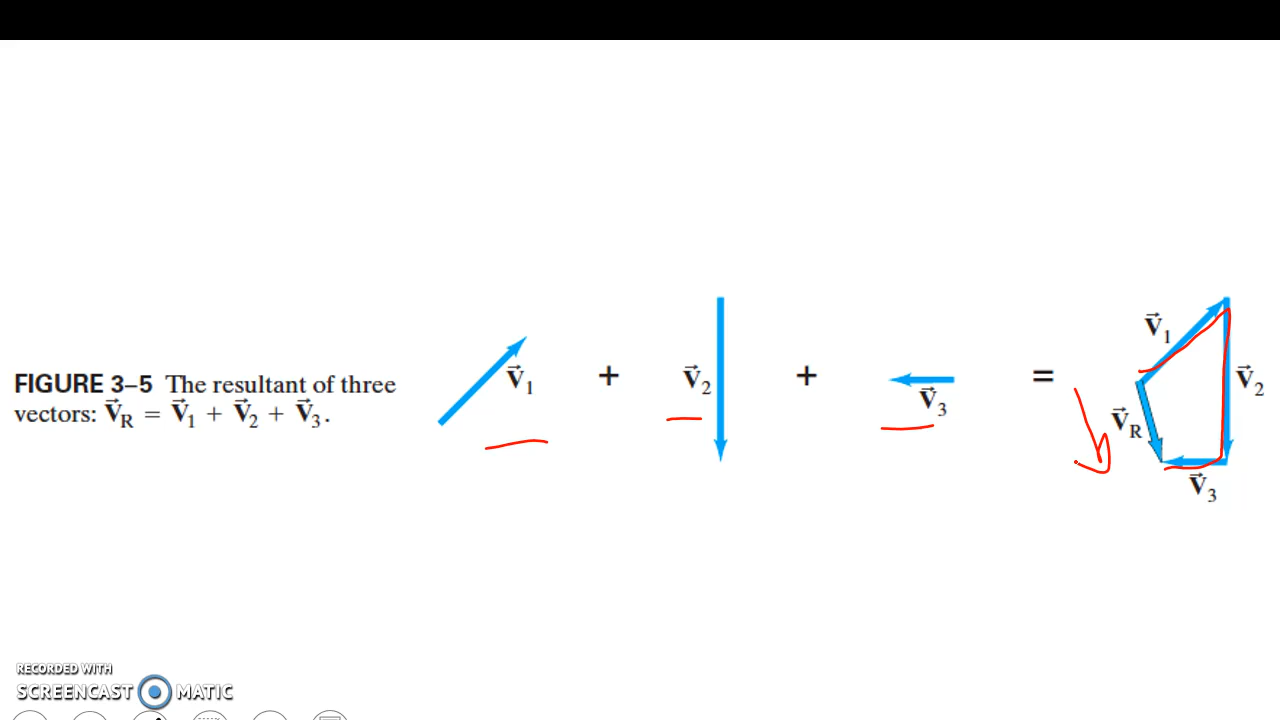 FIGURE 3–5 The resultant of three
vectors: V⃗R = V⃗1 + V⃗2 + V⃗3.
V⃗1 + V⃗2 + V⃗3 =
V⃗1
V⃗2
V⃗R
V⃗3
RECORDED WITH
SCREENCAST MATIC